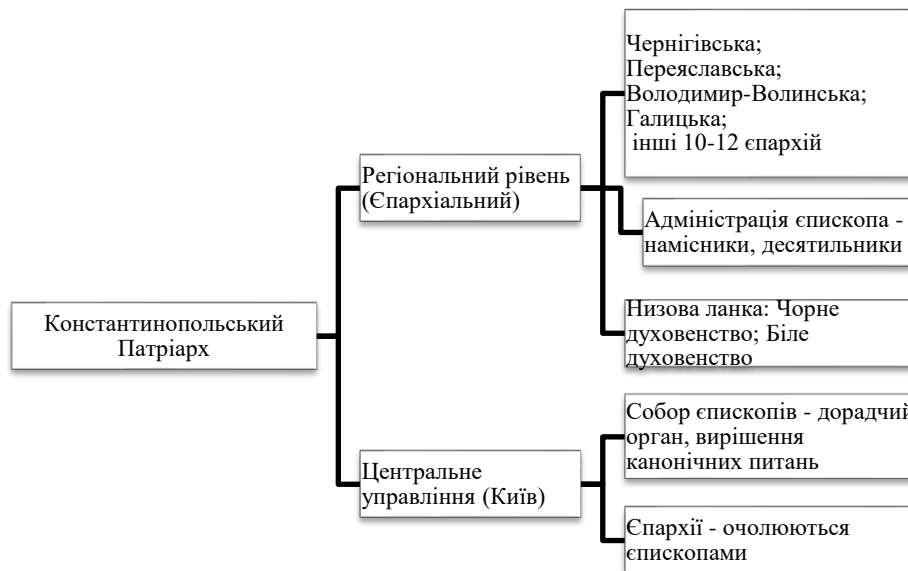 Чернігівська;
Переяславська;
Володимир-Волинська;
Галицька;
інші 10-12 єпархій
Регіональний рівень
(Єпархіальний)
Адміністрація єпископа -
намісники, десятильники
Константинопольський
Патріарх
Низова ланка: Чорне
духовенство; Біле
духовенство
Собор єпископів - дорадчий
орган, вирішення
канонічних питань
Центральне
управління (Київ)
Єпархії - очолюються
єпископами